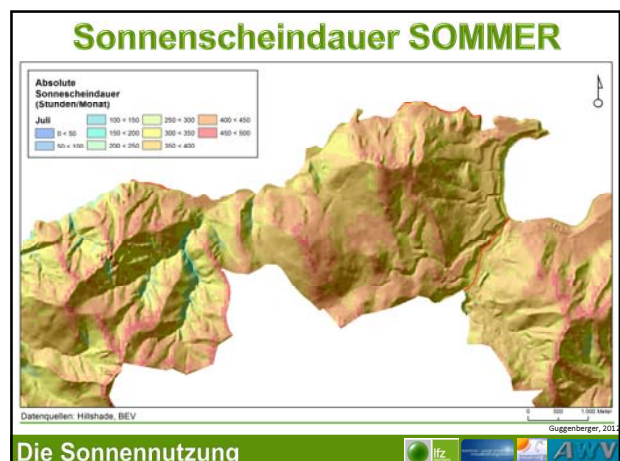 Sonnenscheindauer SOMMER
Absolute
Sonnescheindauer
(Stunden/Monat)
Juli
0 < 50
50 < 100
100 < 150
150 < 200
200 < 250
250 < 300
300 < 350
350 < 400
400 < 450
450 < 500
Datenquellen: Hillshade, BEV
0 500 1.000 Meter
Guggenberger, 2012
Die Sonnennutzung
lfz
AWV